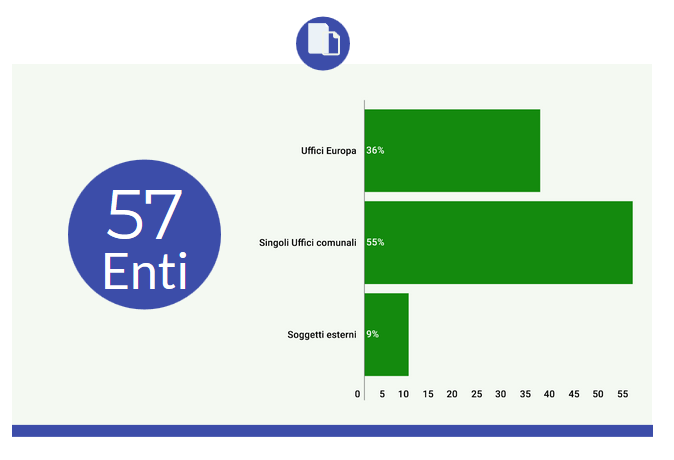 57
Enti
Uffici Europa
36%
Singoli Uffici comunali
55%
Soggetti esterni
9%
0 5 10 15 20 25 30 35 40 45 50 55